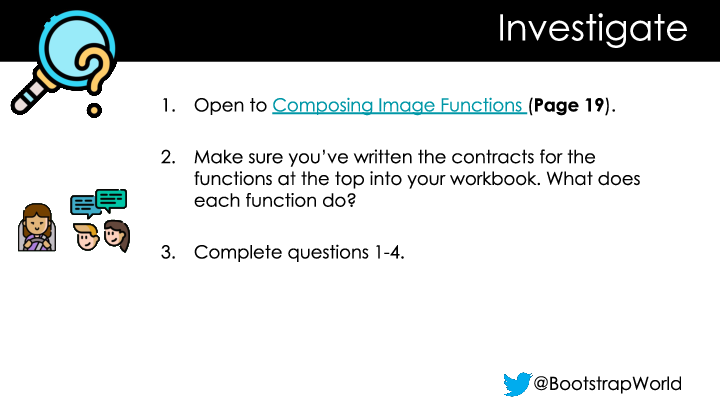 Investigate
1. Open to Composing Image Functions (Page 19).
2. Make sure you’ve written the contracts for the
functions at the top into your workbook. What does
each function do?
3. Complete questions 1-4.
@BootstrapWorld